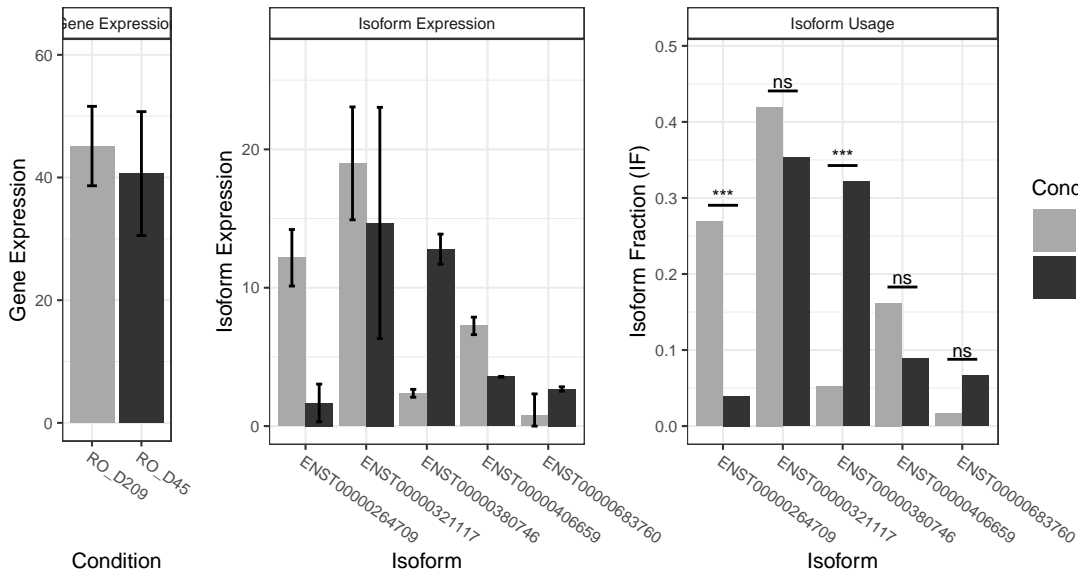 Gene Expression
Isoform Expression
Isoform Usage
Gene Expression
60
40
20
0
RO_D209
RO_D45
Condition
Isoform Expression
20
10
0
ENST00000264709
ENST00000321117
ENST00000380746
ENST00000406659
ENST00000683760
Isoform
Isoform Fraction (IF)
0.5
0.4
0.3
0.2
0.1
0.0
***
ns
***
ns
ns
ENST00000264709
ENST00000321117
ENST00000380746
ENST00000406659
ENST00000683760
Isoform